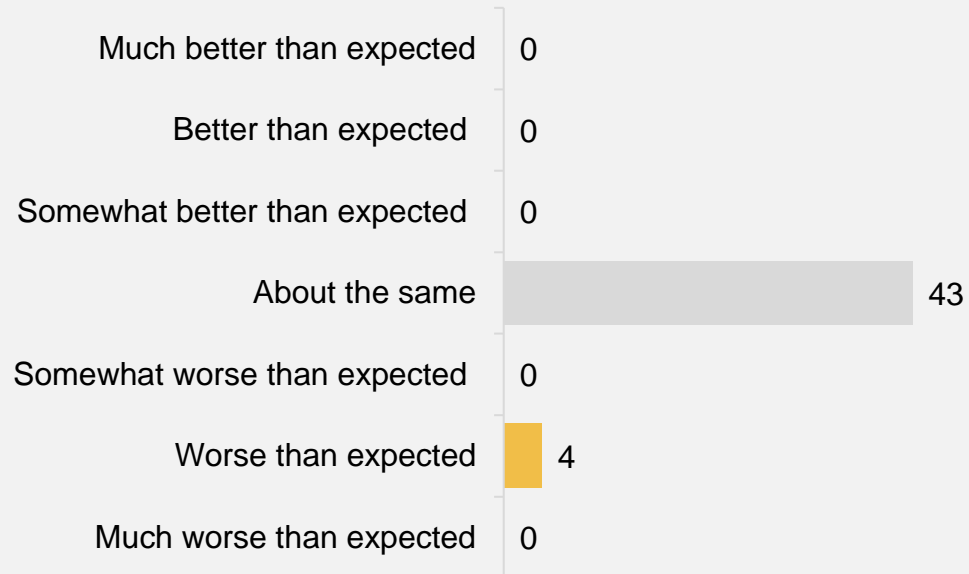 Much better than expected 0
Better than expected 0
Somewhat better than expected 0
About the same 43
Somewhat worse than expected 0
Worse than expected 4
Much worse than expected 0